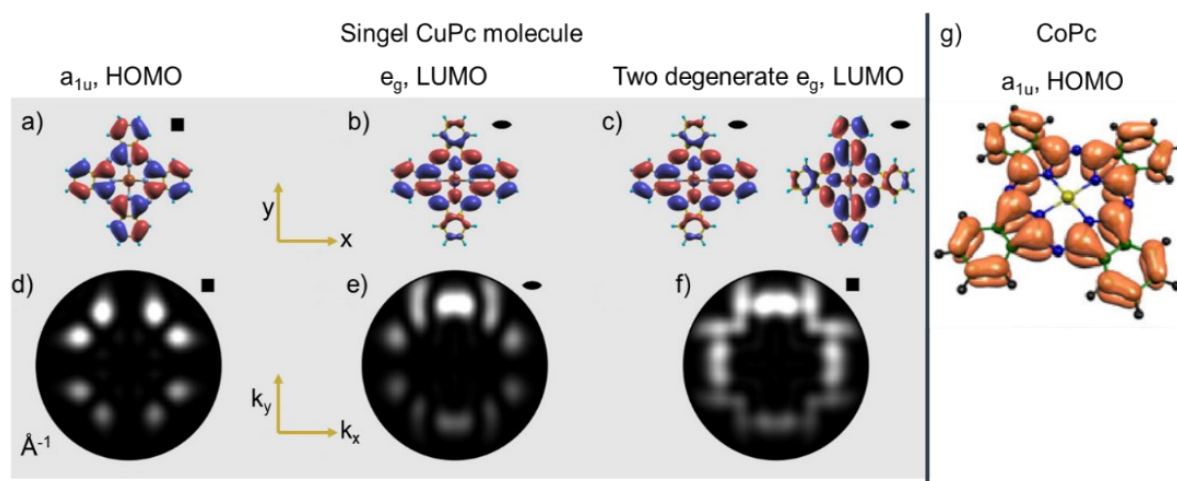 Singel CuPc molecule
g) CoPc
a1u, HOMO
eg, LUMO
Two degenerate eg, LUMO
a1u, HOMO
a)
b)
c)
y
x
d)
e)
f)
ky
kx
Å-1